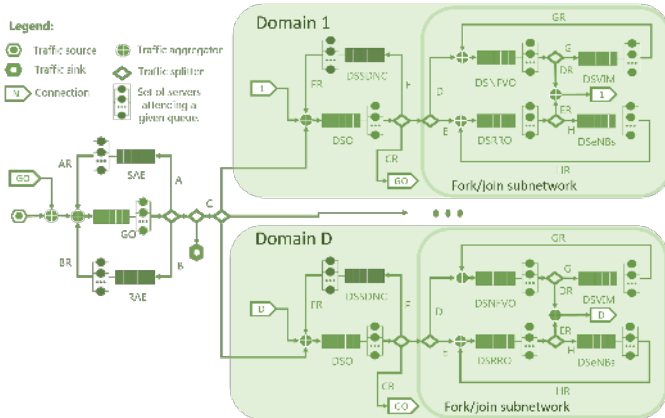 Legend:
Traffic source
Traffic aggregator
Traffic sink
Traffic splitter
N
Connection
Set of servers
attending a
given queue.
Domain 1
GR
FR
DSSDNC
F
D
DSNFVO
G
DR
DSVIM
1
1
DSO
E
DSRRO
ER
H
DSeNBs
CR
GO
HR
Fork/join subnetwork
AR
SAE
A
GO
GO
C
BR
RAE
B
Domain D
GR
FR
DSSDNC
F
D
DSNFVO
G
DR
DSVIM
D
D
DSO
E
DSRRO
ER
H
DSeNBs
CR
GO
HR
Fork/join subnetwork